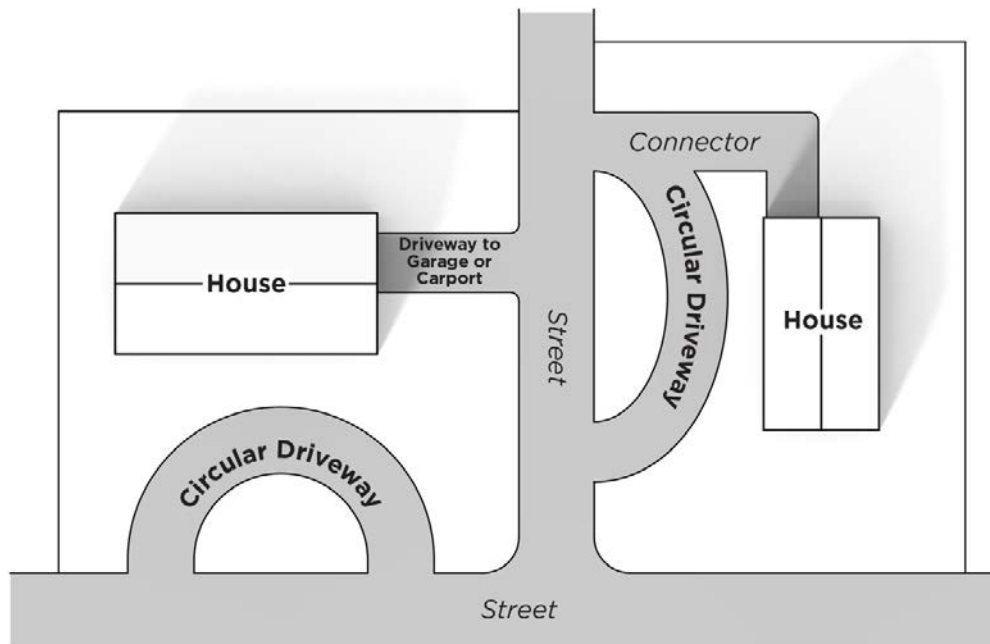 Connector
Driveway to
Garage or
Carport
House
Circular Driveway
House
Street
Circular Driveway
Street